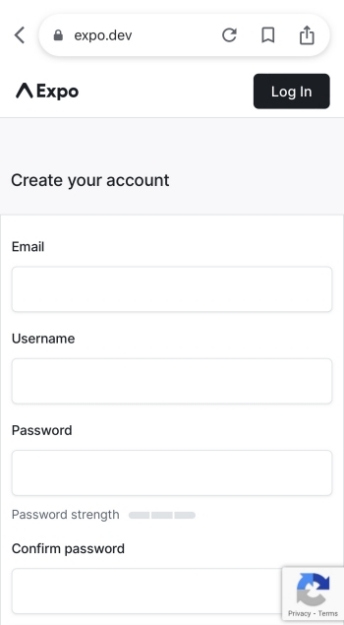 expo.dev
Expo
Log In
Create your account
Email
Username
Password
Password strength
Confirm password
Privacy - Terms